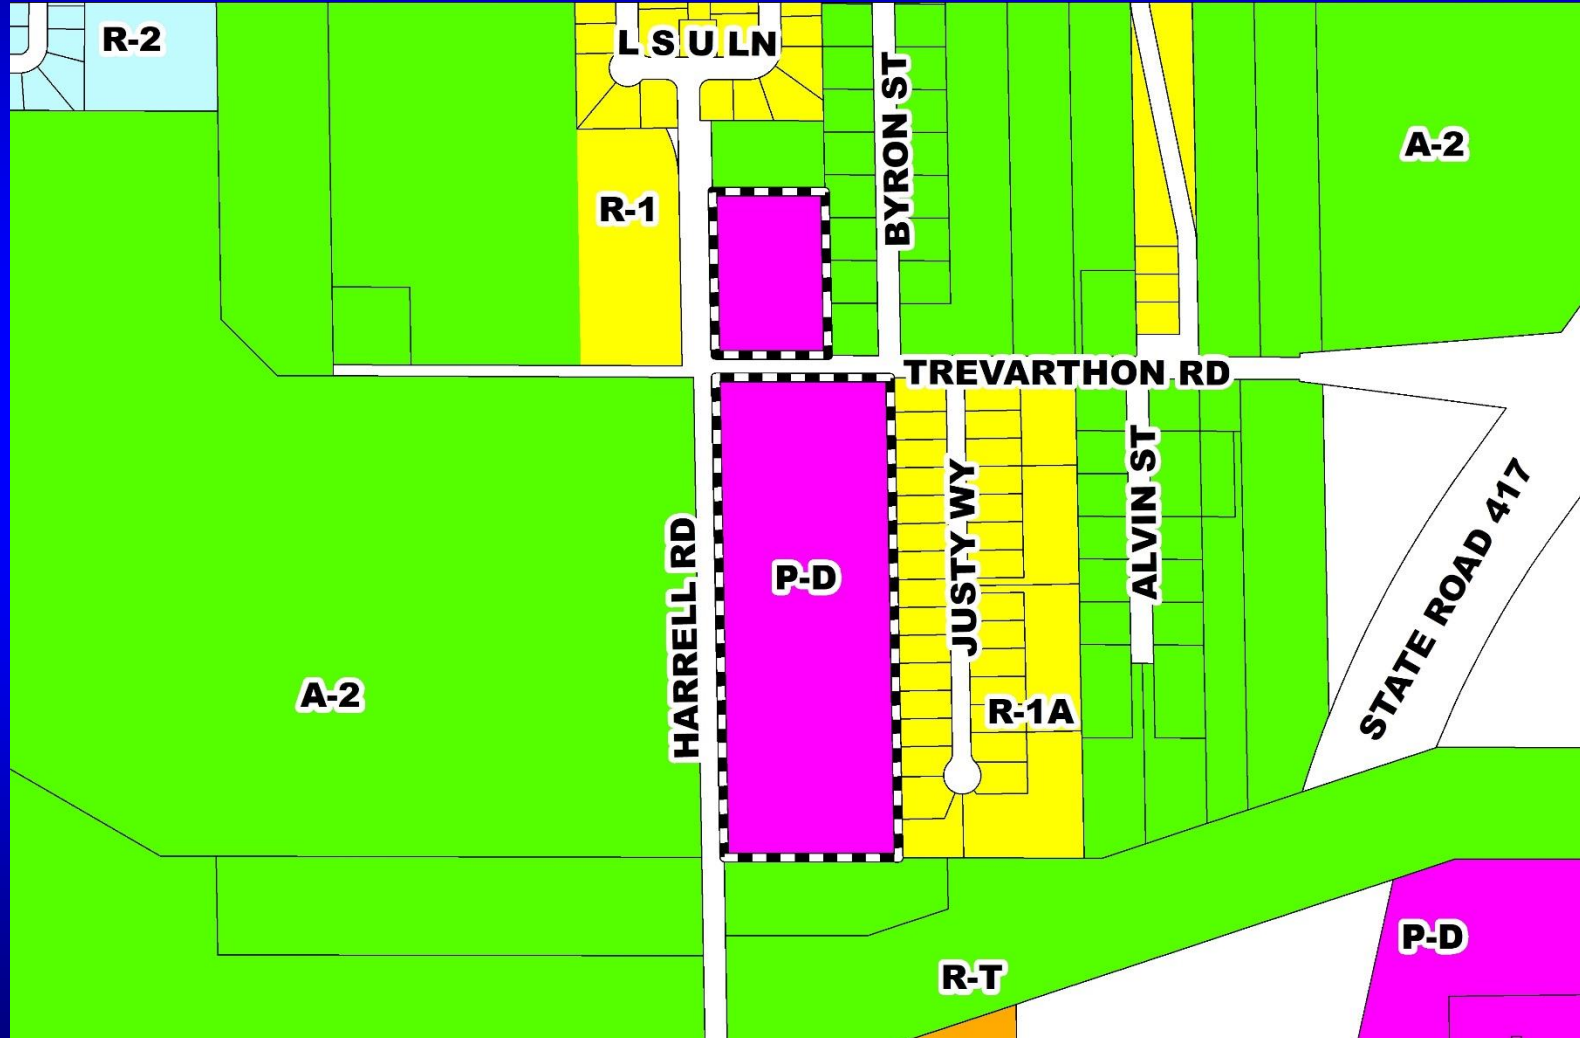 R-2
L S U LN
BYRON ST
A-2
R-1
TREVARTHON RD
HARRELL RD
P-D
JUSTY WY
ALVIN ST
STATE ROAD 417
A-2
R-1A
P-D
R-T